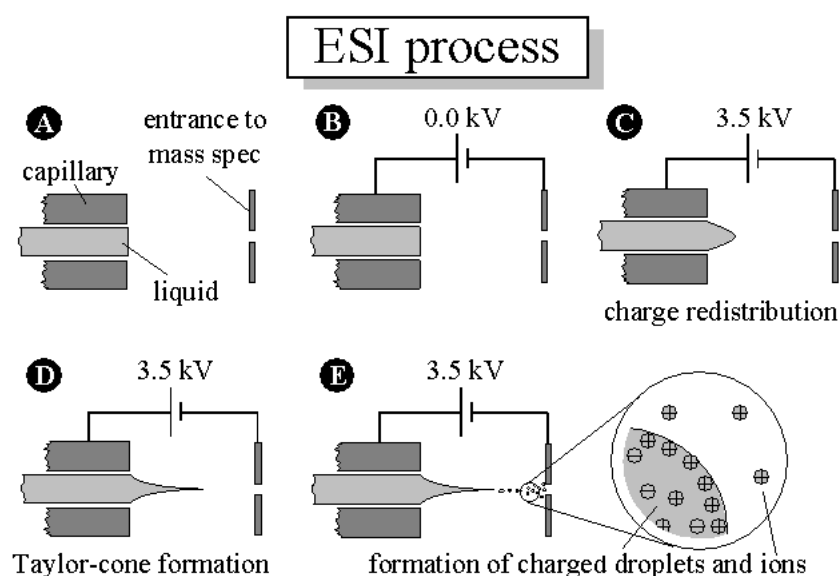 ESI process
A
entrance to
mass spec
capillary
liquid
B
0.0 kV
C
3.5 kV
charge redistribution
D
3.5 kV
Taylor-cone formation
E
3.5 kV
formation of charged droplets and ions